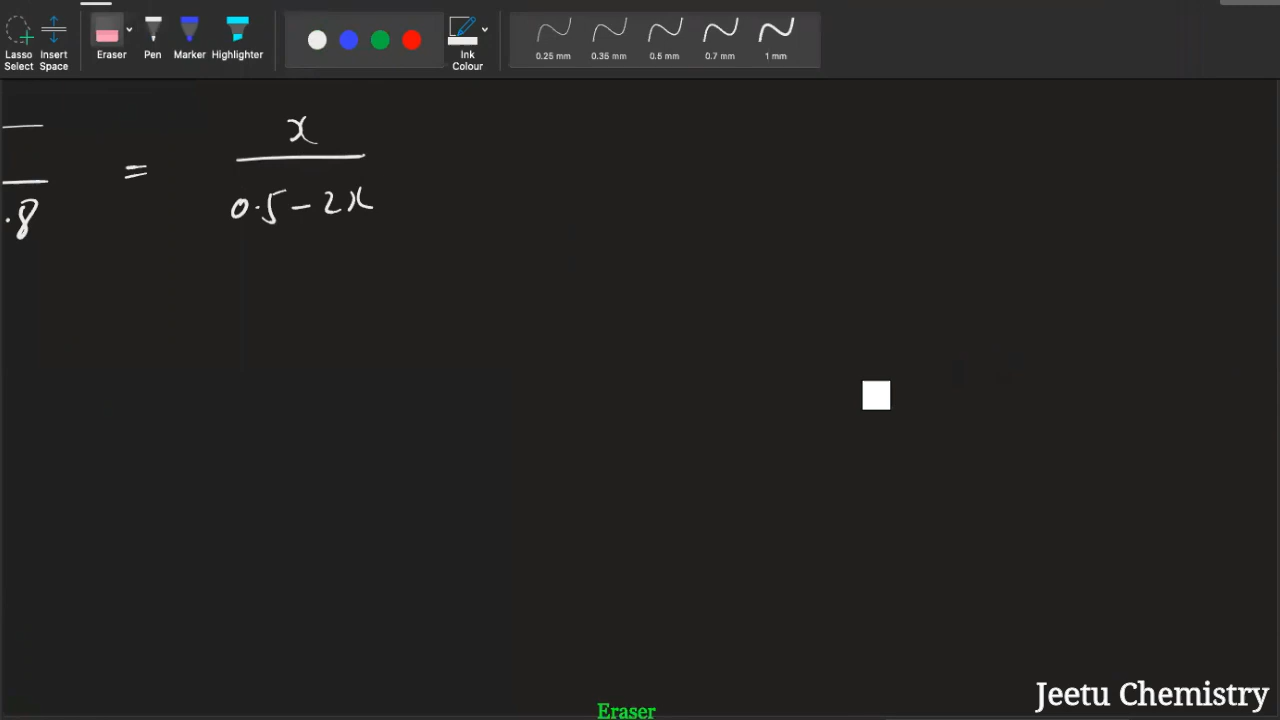 Lasso Select
Insert Space
Eraser
Pen
Marker
Highlighter
Ink Colour
0.25 mm
0.35 mm
0.5 mm
0.7 mm
1 mm
x
=
.8
0.5-2x
Jeetu Chemistry
Eraser